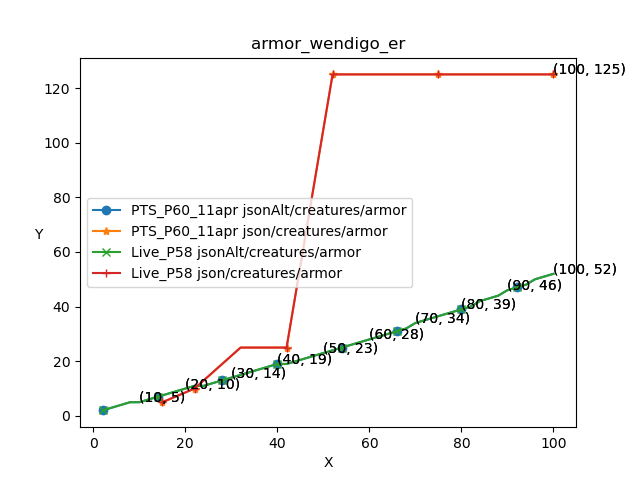 armor_wendigo_er
Y
120
100
80
60
40
20
0
PTS_P60_11apr jsonAlt/creatures/armor
PTS_P60_11apr json/creatures/armor
Live_P58 jsonAlt/creatures/armor
Live_P58 json/creatures/armor
(100, 125)
(100, 52)
(90, 46)
(80, 39)
(70, 34)
(60, 28)
(50, 23)
(40, 19)
(30, 14)
(20, 10)
(10, 5)
0 20 40 60 80 100
X